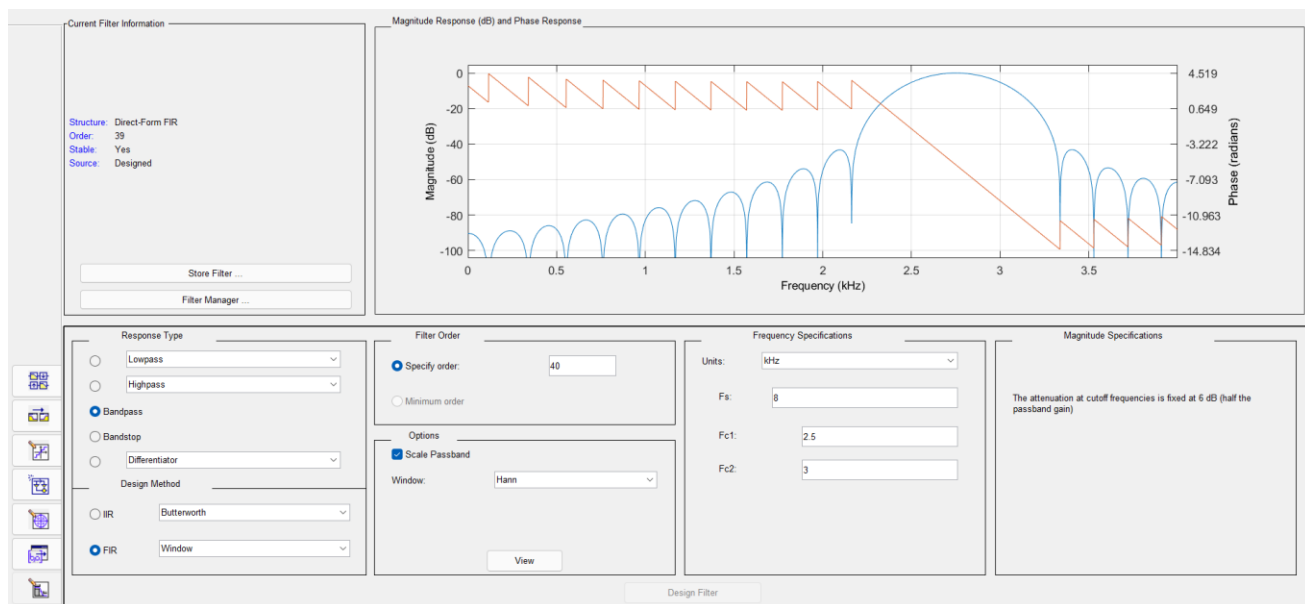 Current Filter Information
Structure: Direct-Form FIR
Order: 39
Stable: Yes
Source: Designed
Store Filter ...
Filter Manager ...
Magnitude Response (dB) and Phase Response
Magnitude (dB)
0
-20
-40
-60
-80
-100
0 0.5 1 1.5 2 2.5 3 3.5
Frequency (kHz)
4.519
0.649
-3.222
-7.093
-10.963
-14.834
Phase (radians)
Response Type
Lowpass
Highpass
Bandpass
Bandstop
Differentiator
Design Method
IIR Butterworth
FIR Window
Filter Order
Specify order: 40
Minimum order
Options
Scale Passband
Window: Hann
View
Frequency Specifications
Units: kHz
Fs: 8
Fc1: 2.5
Fc2: 3
Magnitude Specifications
The attenuation at cutoff frequencies is fixed at 6 dB (half the
passband gain)
Design Filter